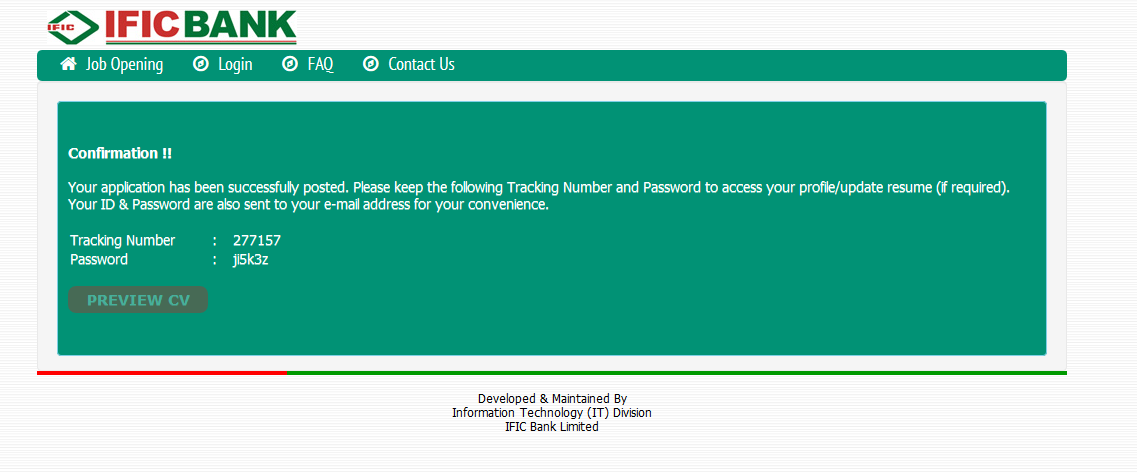 IFIC IFIC BANK
Job Opening Login FAQ Contact Us
Confirmation !!
Your application has been successfully posted. Please keep the following Tracking Number and Password to access your profile/update resume (if required).
Your ID & Password are also sent to your e-mail address for your convenience.
Tracking Number : 277157
Password : jl5k3z
PREVIEW CV
Developed & Maintained By
Information Technology (IT) Division
IFIC Bank Limited